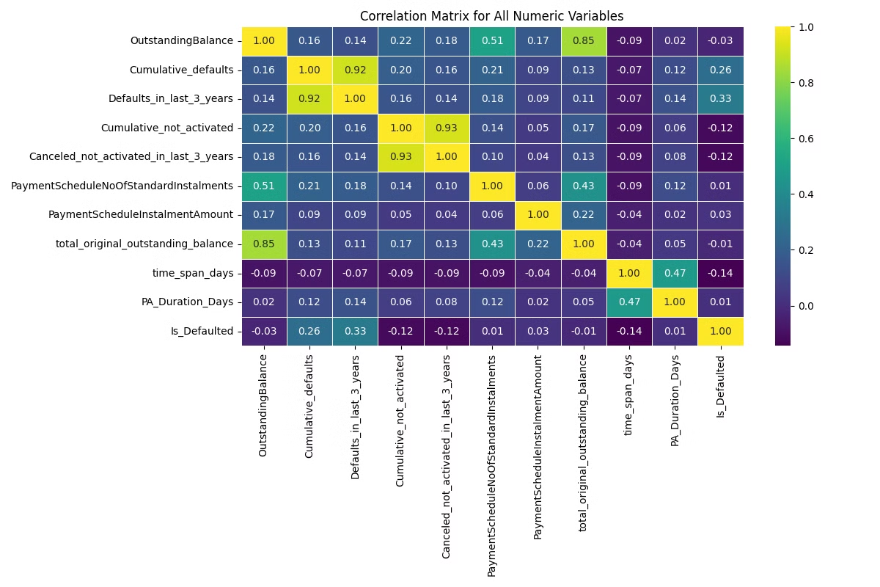 Correlation Matrix for All Numeric Variables
OutstandingBalance 1.00 0.16 0.14 0.22 0.18 0.51 0.17 0.85 -0.09 0.02 -0.03
Cumulative_defaults 0.16 1.00 0.92 0.20 0.16 0.21 0.09 0.13 -0.07 0.12 0.26
Defaults_in_last_3_years 0.14 0.92 1.00 0.16 0.14 0.18 0.09 0.11 -0.07 0.14 0.33
Cumulative_not_activated 0.22 0.20 0.16 1.00 0.93 0.14 0.05 0.17 -0.09 0.06 -0.12
Canceled_not_activated_in_last_3_years 0.18 0.16 0.14 0.93 1.00 0.10 0.04 0.13 -0.09 0.08 -0.12
PaymentScheduleNoOfStandardInstalments 0.51 0.21 0.18 0.14 0.10 1.00 0.06 0.43 -0.09 0.12 0.01
PaymentScheduleInstalmentAmount 0.17 0.09 0.09 0.05 0.04 0.06 1.00 0.22 -0.04 0.02 0.03
total_original_outstanding_balance 0.85 0.13 0.11 0.17 0.13 0.43 0.22 1.00 -0.04 0.05 -0.01
time_span_days -0.09 -0.07 -0.07 -0.09 -0.09 -0.09 -0.04 -0.04 1.00 0.47 -0.14
PA_Duration_Days 0.02 0.12 0.14 0.06 0.08 0.12 0.02 0.05 0.47 1.00 0.01
Is_Defaulted -0.03 0.26 0.33 -0.12 -0.12 0.01 0.03 -0.01 -0.14 0.01 1.00
OutstandingBalance
Cumulative_defaults
Defaults_in_last_3_years
Cumulative_not_activated
Canceled_not_activated_in_last_3_years
PaymentScheduleNoOfStandardInstalments
PaymentScheduleInstalmentAmount
total_original_outstanding_balance
time_span_days
PA_Duration_Days
Is_Defaulted
1.0
0.8
0.6
0.4
0.2
0.0